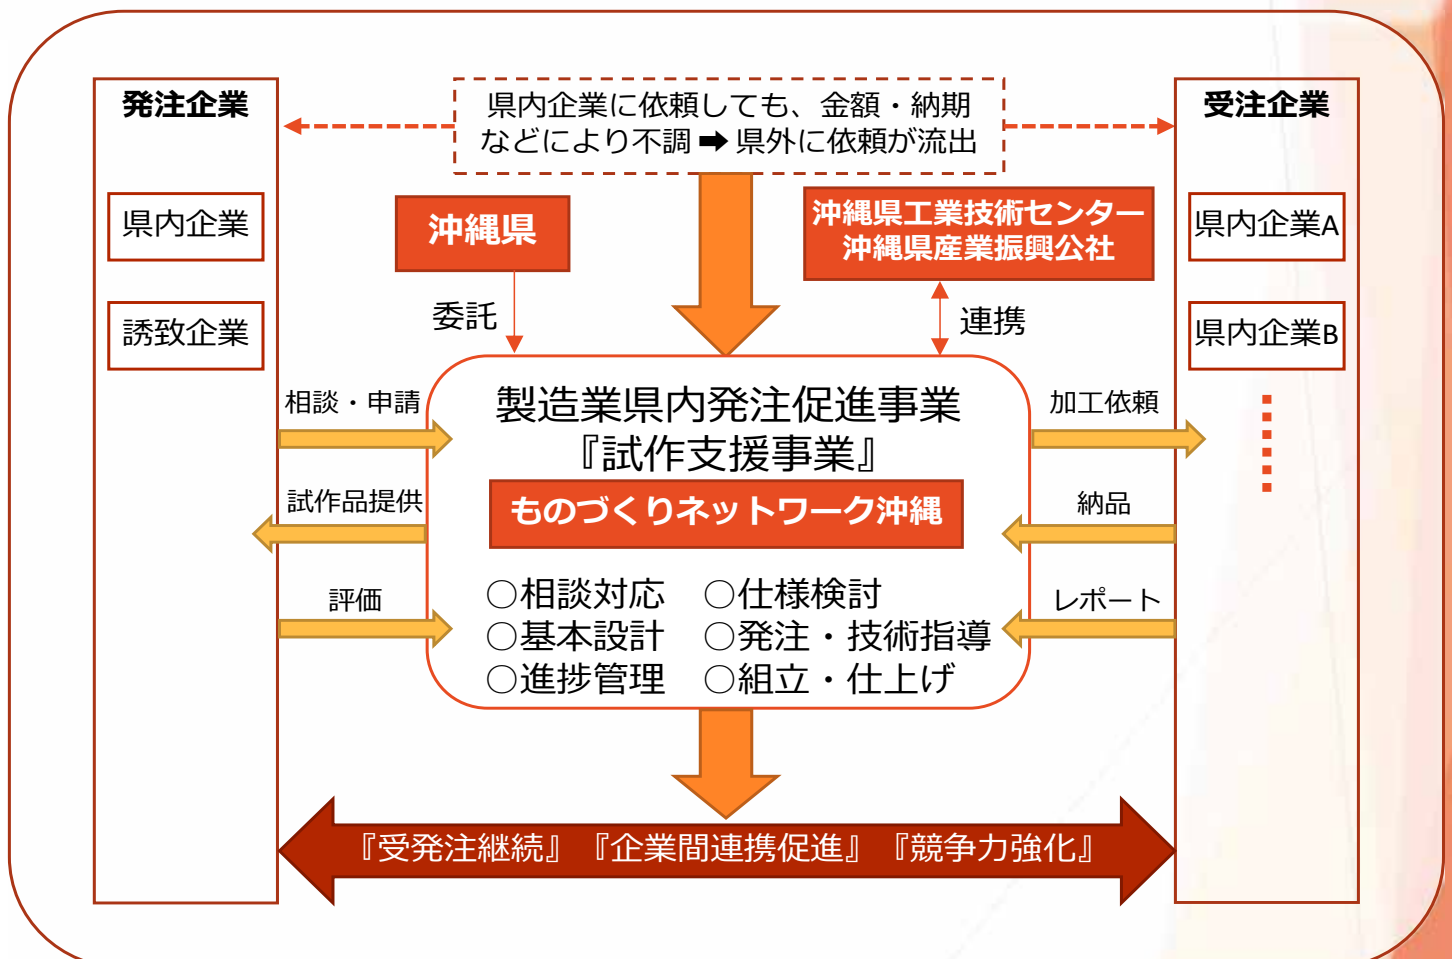 発注企業
県内企業に依頼しても、金額・納期
などにより不調➡県外に依頼が流出
受注企業
県内企業
沖縄県
沖縄県工業技術センター
沖縄県産業振興公社
県内企業A
誘致企業
委託
連携
県内企業B
相談・申請
製造業県内発注促進事業
『試作支援事業』
加工依頼
試作品提供
ものづくりネットワーク沖縄
納品
評価
○相談対応 ○仕様検討
○基本設計 ○発注・技術指導
○進捗管理 ○組立・仕上げ
レポート
『受発注継続』『企業間連携促進』『競争力強化』